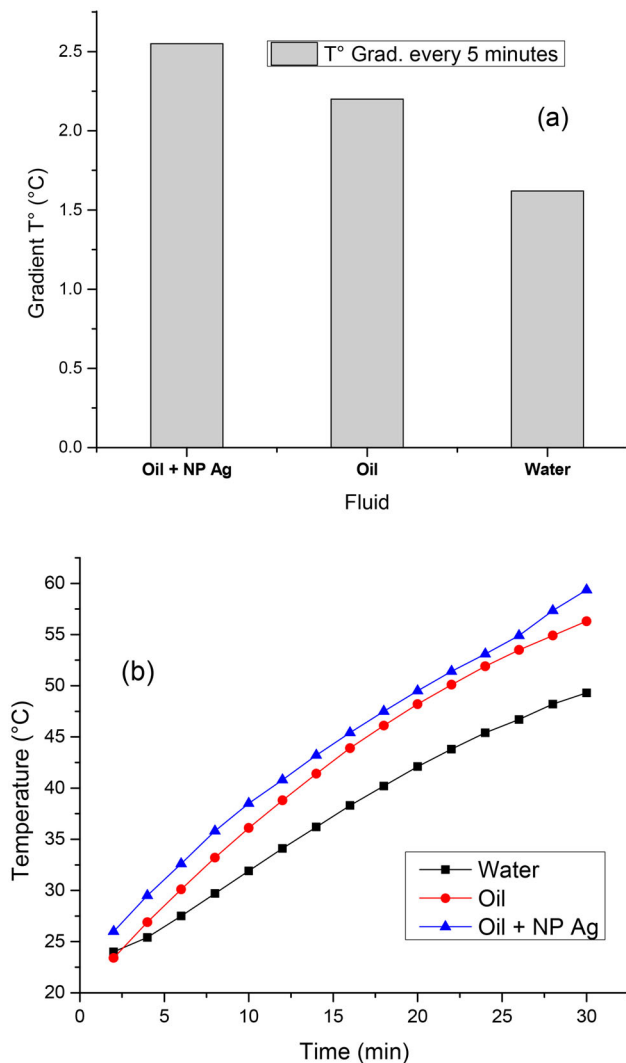 2.5
2.0
1.5
1.0
0.5
0.0
Gradient T° (°C)
T° Grad. every 5 minutes
(a)
Oil + NP Ag Oil Water
Fluid
60
55
50
45
40
35
30
25
20
Temperature (°C)
(b)
Water
Oil
Oil + NP Ag
0 5 10 15 20 25 30
Time (min)